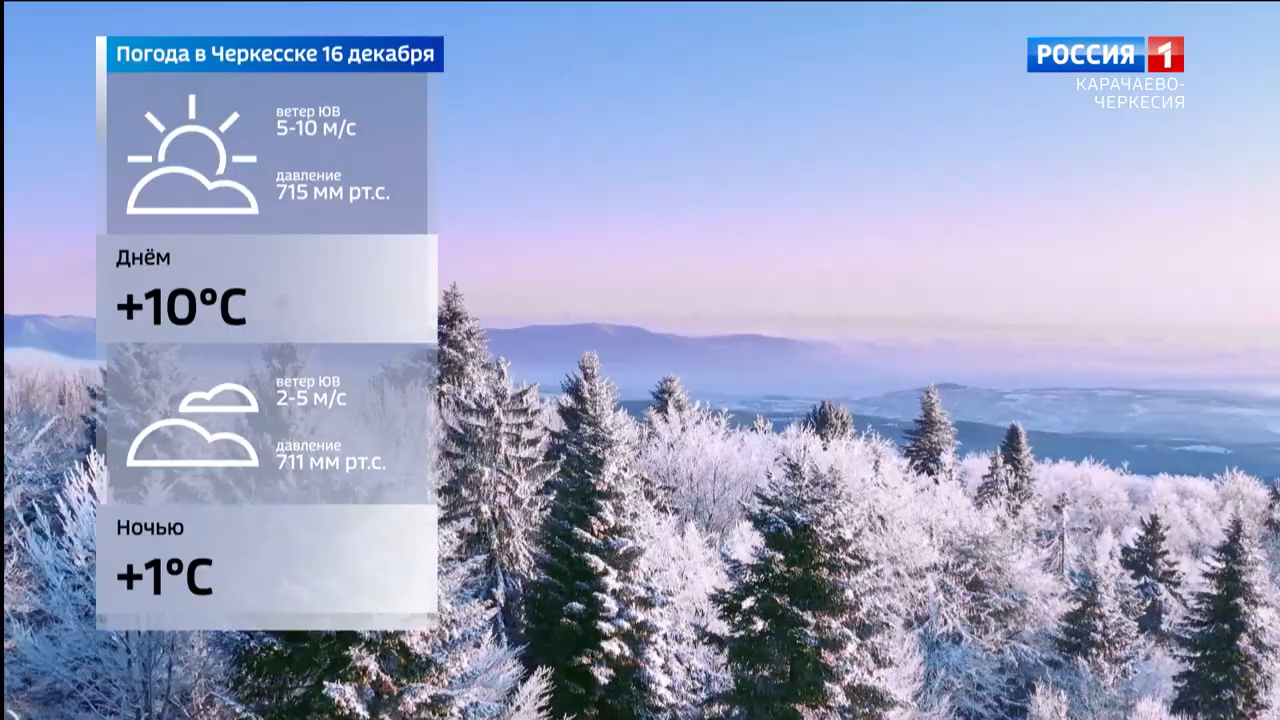 Погода в Черкесске 16 декабря
РОССИЯ 1
КАРАЧАЕВО-
ЧЕРКЕСИЯ
ветер ЮВ
5-10 м/с
давление
715 мм рт.с.
Днём
+10°C
ветер ЮВ
2-5 м/с
давление
711 мм рт.с.
Ночью
+1°C